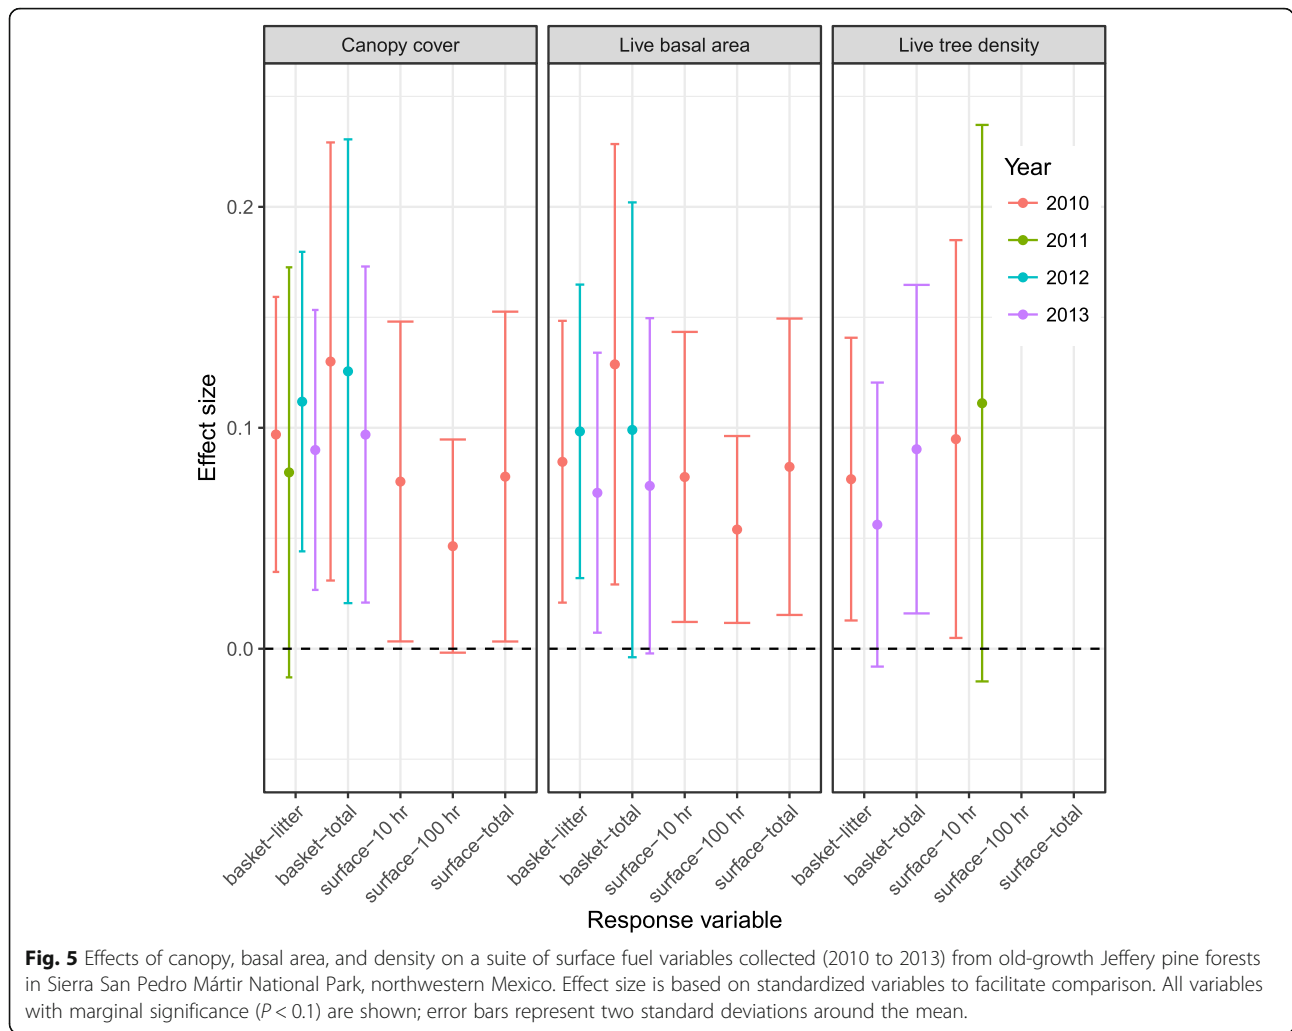 Canopy cover
Live basal area
Live tree density
Effect size
0.2
0.1
0.0
Year
2010
2011
2012
2013
basket−litter
basket−total
surface−10 hr
surface−100 hr
surface−total
basket−litter
basket−total
surface−10 hr
surface−100 hr
surface−total
basket−litter
basket−total
surface−10 hr
surface−100 hr
surface−total
Response variable
Fig. 5 Effects of canopy, basal area, and density on a suite of surface fuel variables collected (2010 to 2013) from old-growth Jeffery pine forests
in Sierra San Pedro Mártir National Park, northwestern Mexico. Effect size is based on standardized variables to facilitate comparison. All variables
with marginal significance (P < 0.1) are shown; error bars represent two standard deviations around the mean.